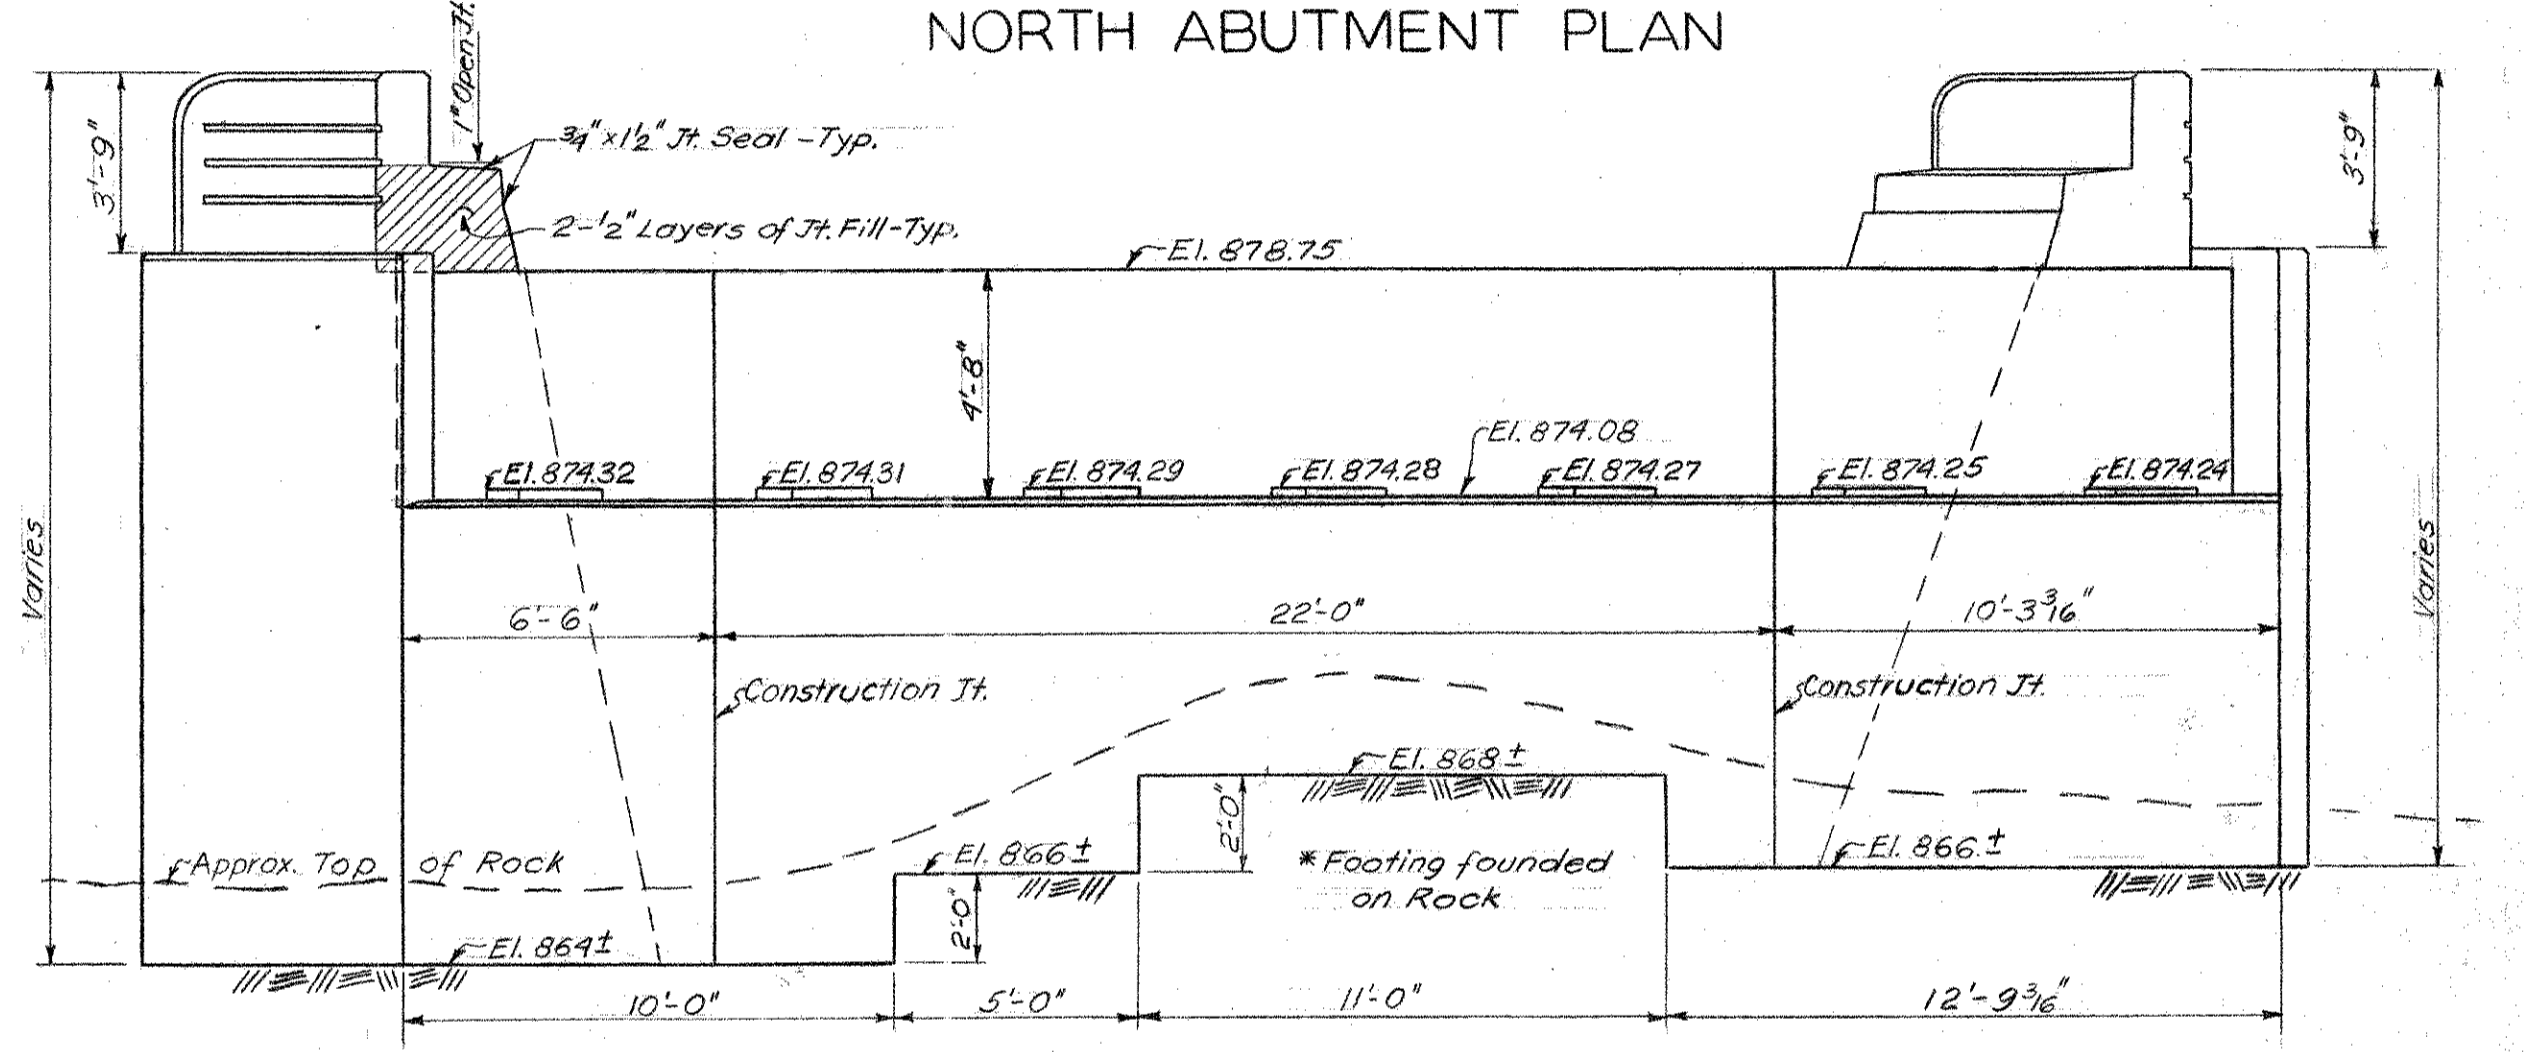 NORTH ABUTMENT PLAN
1" Open Jt.
3'-9"
3/4" x 1 1/2" Jt. Seal - Typ.
3'-9"
2-1/2" Layers of Jt. Fill - Typ.
El. 878.75
4'-8"
El. 874.08
El. 874.32
El. 874.31
El. 874.29
El. 874.28
El. 874.27
El. 874.25
El. 874.24
Varies
Varies
6'-6"
22'-0"
10'-3 3/16"
Construction Jt.
Construction Jt.
El. 868±
2'-0"
El. 866±
El. 866.±
Approx. Top of Rock
* Footing founded
on Rock
2'-0"
El. 864±
10'-0"
5'-0"
11'-0"
12'-9 3/16"